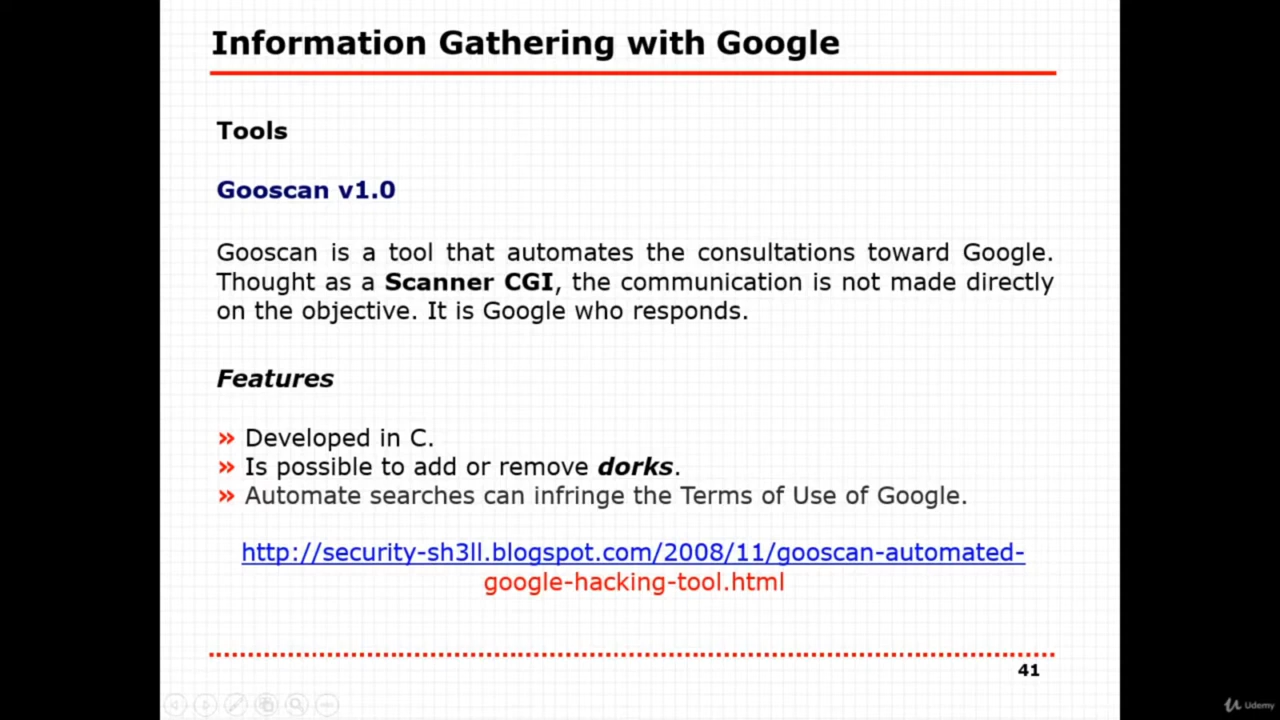 Information Gathering with Google
Tools
Gooscan v1.0
Gooscan is a tool that automates the consultations toward Google.
Thought as a Scanner CGI, the communication is not made directly
on the objective. It is Google who responds.
Features
» Developed in C.
» Is possible to add or remove dorks.
» Automate searches can infringe the Terms of Use of Google.
http://security-sh3ll.blogspot.com/2008/11/gooscan-automated-
google-hacking-tool.html
41
Udemy